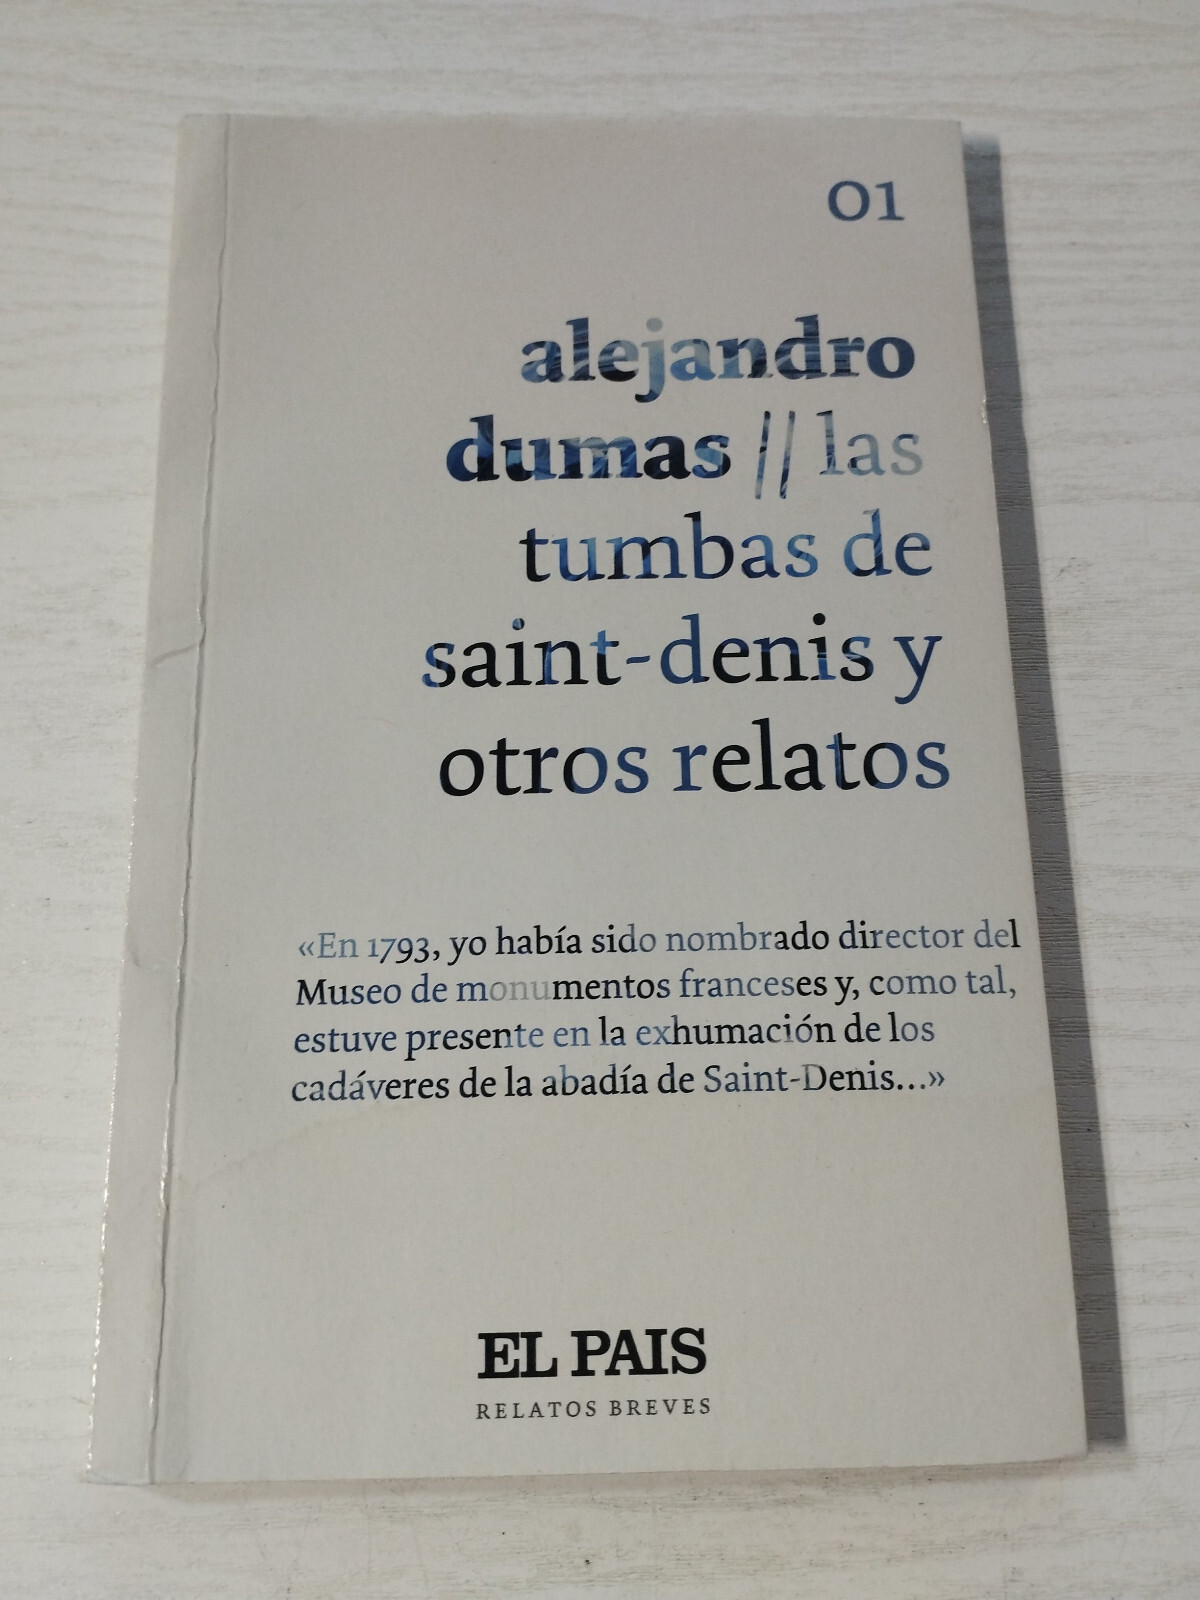 01
alejandro
dumas // las
tumbas de
saint-denis y
otros relatos
«En 1793, yo había sido nombrado director del
Museo de monumentos franceses y, como tal,
estuve presente en la exhumación de los
cadáveres de la abadía de Saint-Denis...»
EL PAIS
RELATOS BREVES